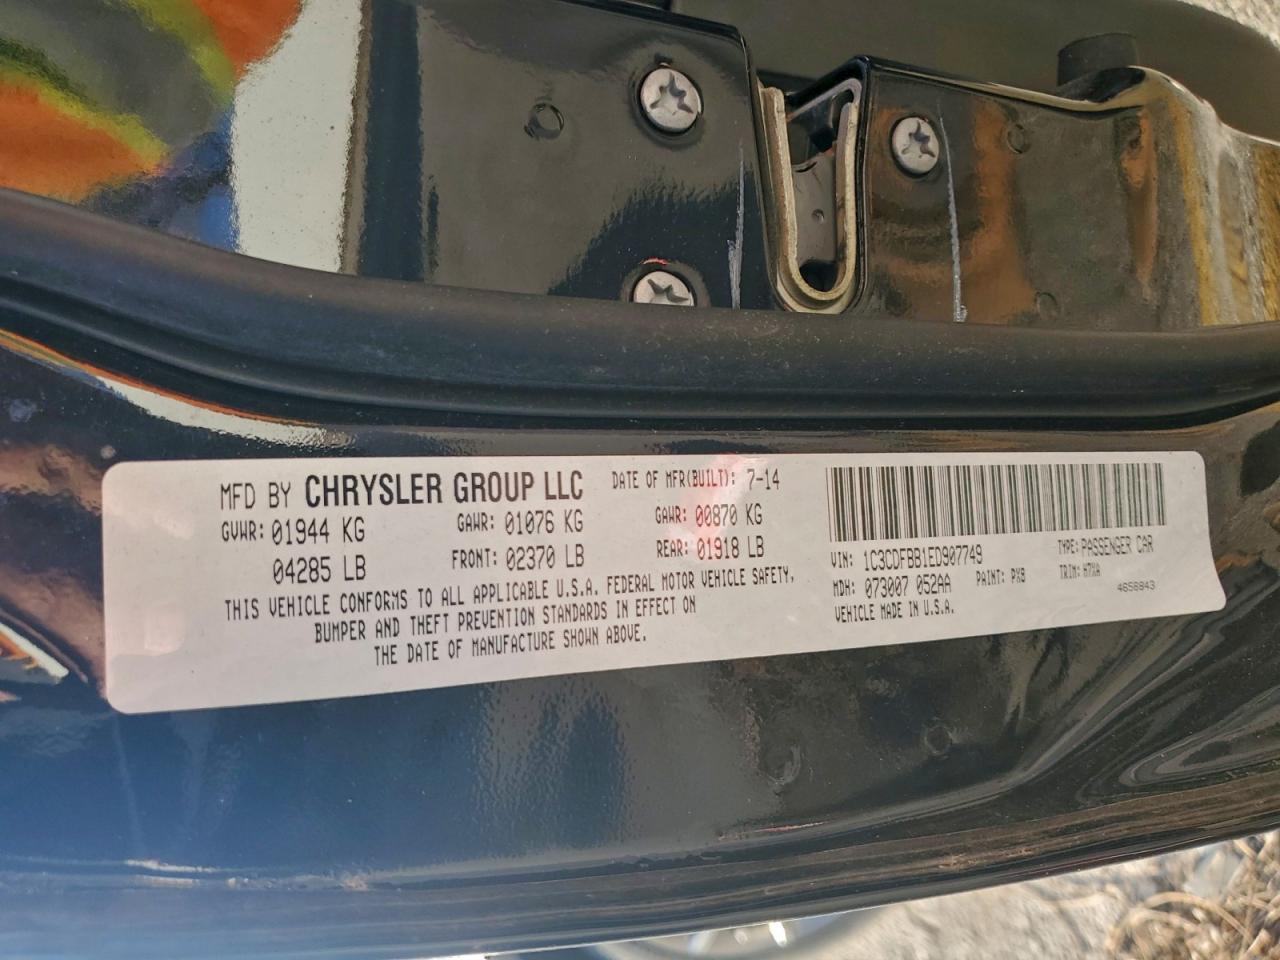 MFD BY CHRYSLER GROUP LLC DATE OF MFR(BUILT): 7-14
GVWR: 01944 KG GAWR: 01076 KG GAWR: 00870 KG
04285 LB FRONT: 02370 LB REAR: 01918 LB
THIS VEHICLE CONFORMS TO ALL APPLICABLE U.S.A. FEDERAL MOTOR VEHICLE SAFETY,
BUMPER AND THEFT PREVENTION STANDARDS IN EFFECT ON
THE DATE OF MANUFACTURE SHOWN ABOVE.
VIN: 1C3CDFBB1ED907749 TYPE: PASSENGER CAR
MDH: 073007 052AA PAINT: PX8 TRIM: H7XA
VEHICLE MADE IN U.S.A. 4658843